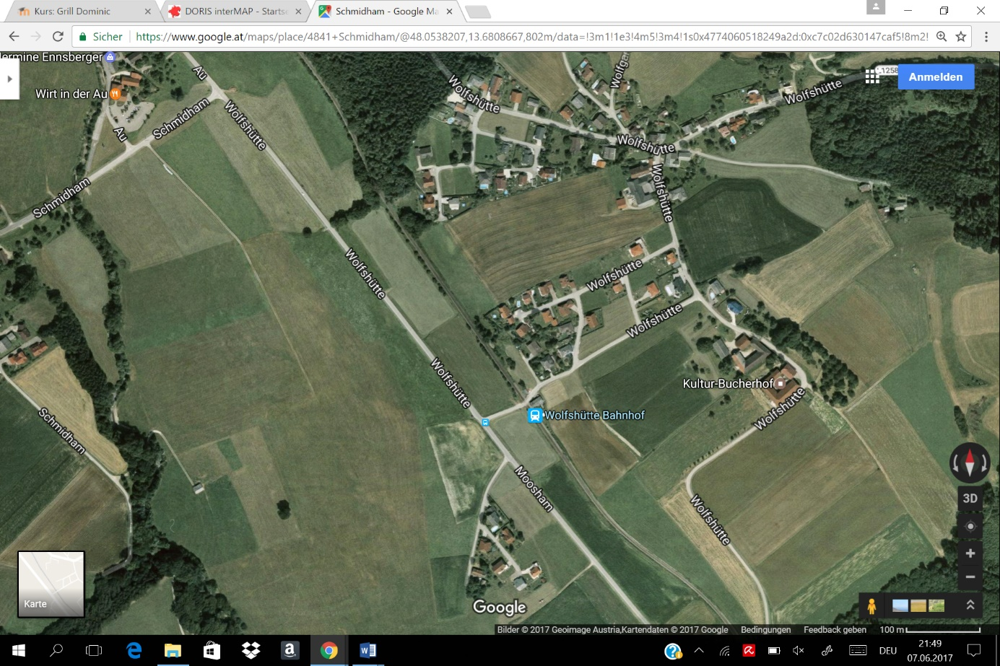 Kurs: Grill Dominic
DORIS interMAP - Startse
Schmidham - Google Ma
Sicher
https://www.google.at/maps/place/4841+Schmidham/@48.0538207,13.6808667,802m/data=!3m1!1e3!4m5!3m4!1s0x4774060518249a2d:0xc7c02d630147caf5!8m2!
ermine Ennsberger
Wirt in der Au
Au
Au
Schmidham
Schmidham
Wolfshütte
Wolfshütte
Wolfga
Wolfshütte
1258
Anmelden
Wolfshütte
Wolfshütte
Wolfshütte
Wolfshütte
Wolfshütte
Wolfshütte
Kultur-Bucherhof
Wolfshütte
Wolfshütte Bahnhof
Schmidham
Moosham
Wolfshütte
3D
Karte
Google
Bilder © 2017 Geoimage Austria,Kartendaten © 2017 Google
Bedingungen
Feedback geben
100 m
DEU
21:49
07.06.2017